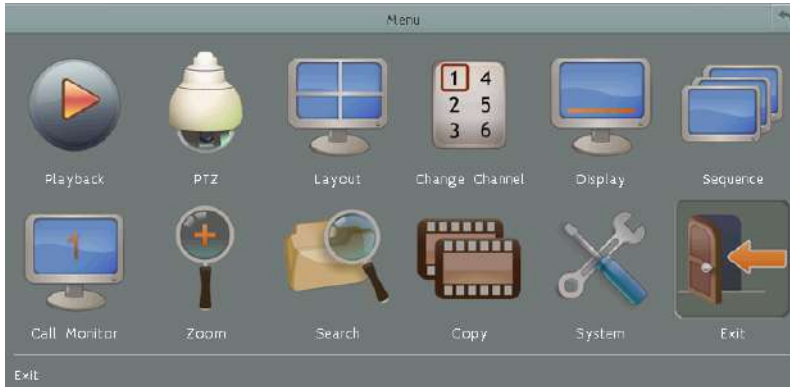 Menu
1 4
2 5
3 6
Playback PTZ Layout Change Channel Display Sequence
1
Call Monitor Zoom Search Copy System Exit
Exit